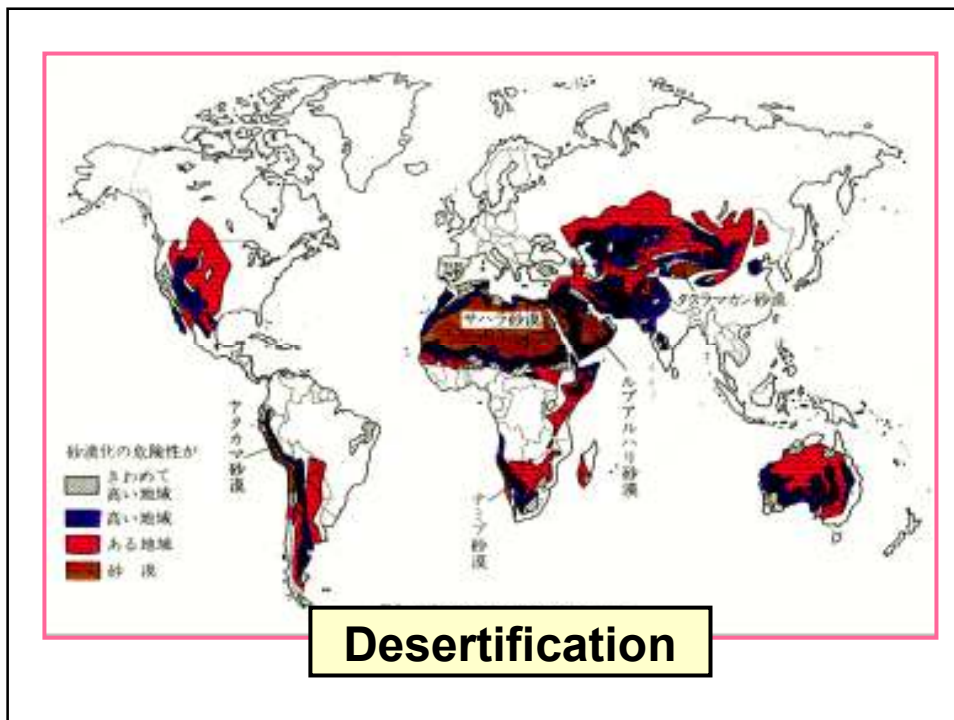 サハラ砂漠
タクラマカン砂漠
ルブアルハリ砂漠
アタカマ砂漠
ナミブ砂漠
砂漠化の危険性が
きわめて
高い地域
高い地域
ある地域
砂 漠
Desertification